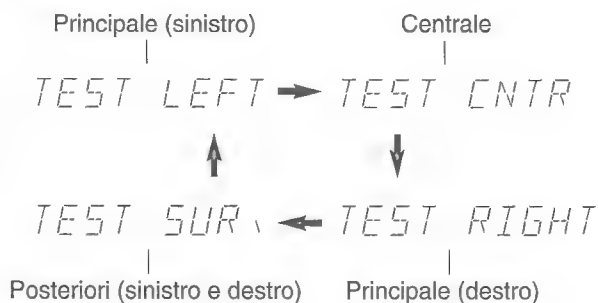 Principale (sinistro) Centrale
TEST LEFT TEST CNTR
TEST SUR. TEST RIGHT
Posteriori (sinistro e destro) Principale (destro)